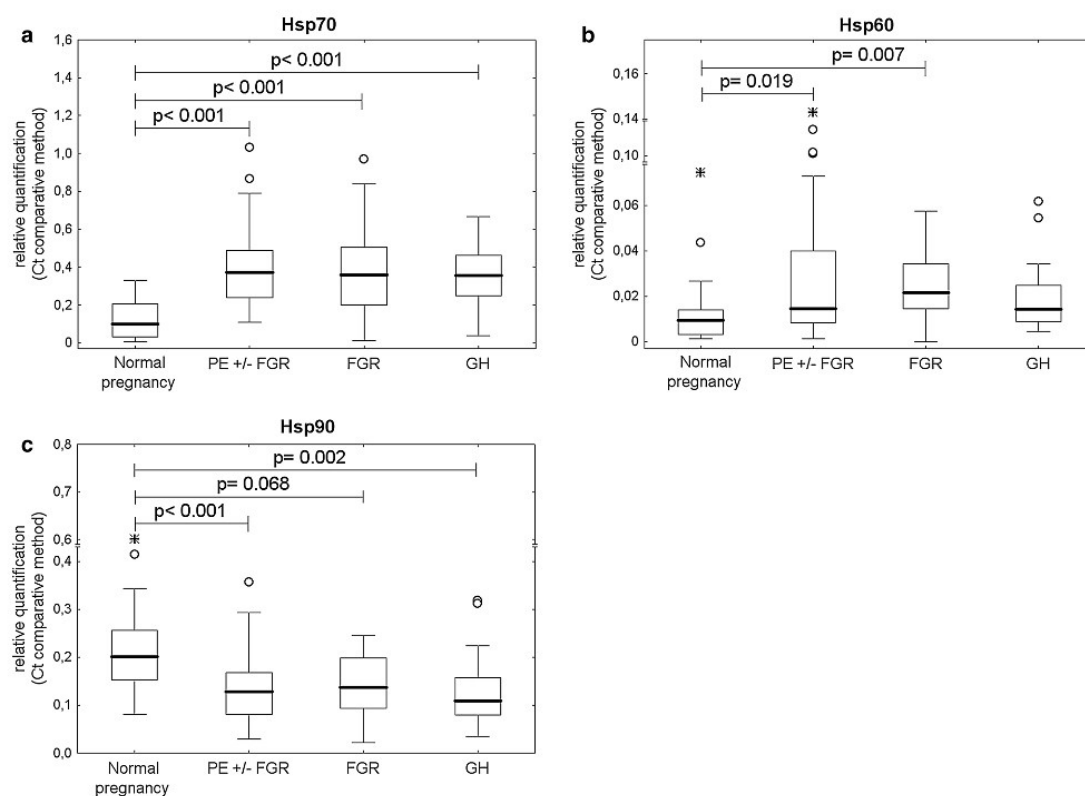 a
Hsp70
relative quantification
(Ct comparative method)
1,6
1,4
1,2
1,0
0,8
0,6
0,4
0,2
0
p< 0.001
p< 0.001
p< 0.001
Normal
pregnancy
PE +/- FGR
FGR
GH
b
Hsp60
relative quantification
(Ct comparative method)
0,16
0,14
0,10
0,06
0,04
0,02
0
p= 0.007
p= 0.019
Normal
pregnancy
PE +/- FGR
FGR
GH
c
Hsp90
relative quantification
(Ct comparative method)
0,8
0,7
0,6
0,4
0,3
0,2
0,1
0,0
p= 0.002
p= 0.068
p< 0.001
Normal
pregnancy
PE +/- FGR
FGR
GH